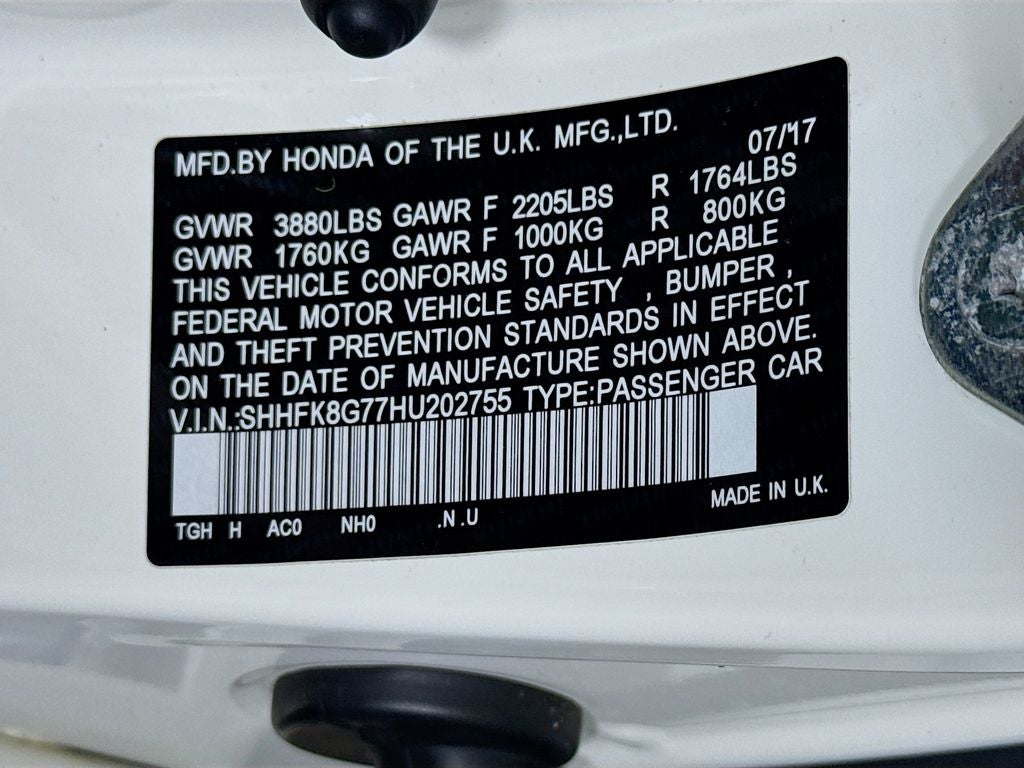 MFD.BY HONDA OF THE U.K. MFG.,LTD. 07/'17
GVWR 3880LBS GAWR F 2205LBS R 1764LBS
GVWR 1760KG GAWR F 1000KG R 800KG
THIS VEHICLE CONFORMS TO ALL APPLICABLE
FEDERAL MOTOR VEHICLE SAFETY , BUMPER ,
AND THEFT PREVENTION STANDARDS IN EFFECT
ON THE DATE OF MANUFACTURE SHOWN ABOVE.
V.I.N.:SHHFK8G77HU202755 TYPE:PASSENGER CAR
TGH H AC0 NH0 .N .U MADE IN U.K.